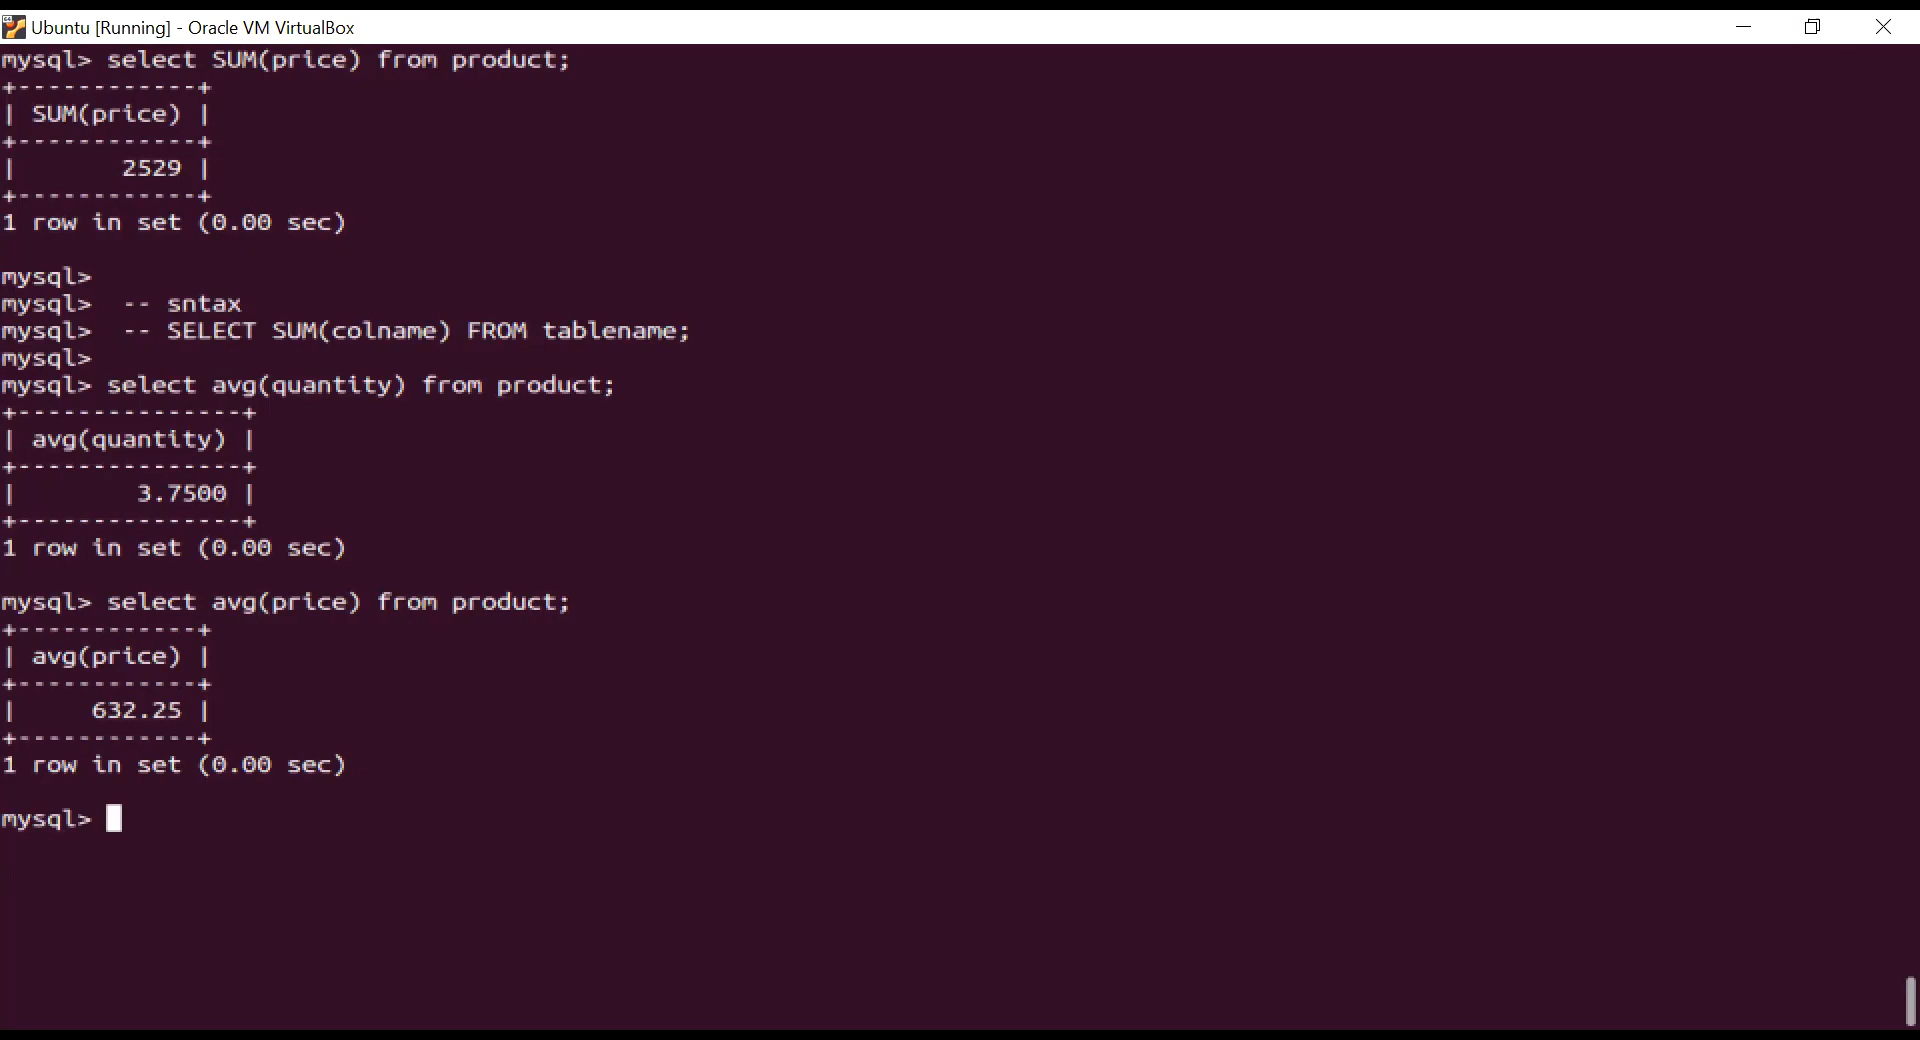 Ubuntu [Running] - Oracle VM VirtualBox
mysql> select SUM(price) from product;
+------------+
| SUM(price) |
+------------+
|       2529 |
+------------+
1 row in set (0.00 sec)
mysql>
mysql>  -- sntax
mysql>  -- SELECT SUM(colname) FROM tablename;
mysql>
mysql> select avg(quantity) from product;
+---------------+
| avg(quantity) |
+---------------+
|        3.7500 |
+---------------+
1 row in set (0.00 sec)
mysql> select avg(price) from product;
+------------+
| avg(price) |
+------------+
|     632.25 |
+------------+
1 row in set (0.00 sec)
mysql>